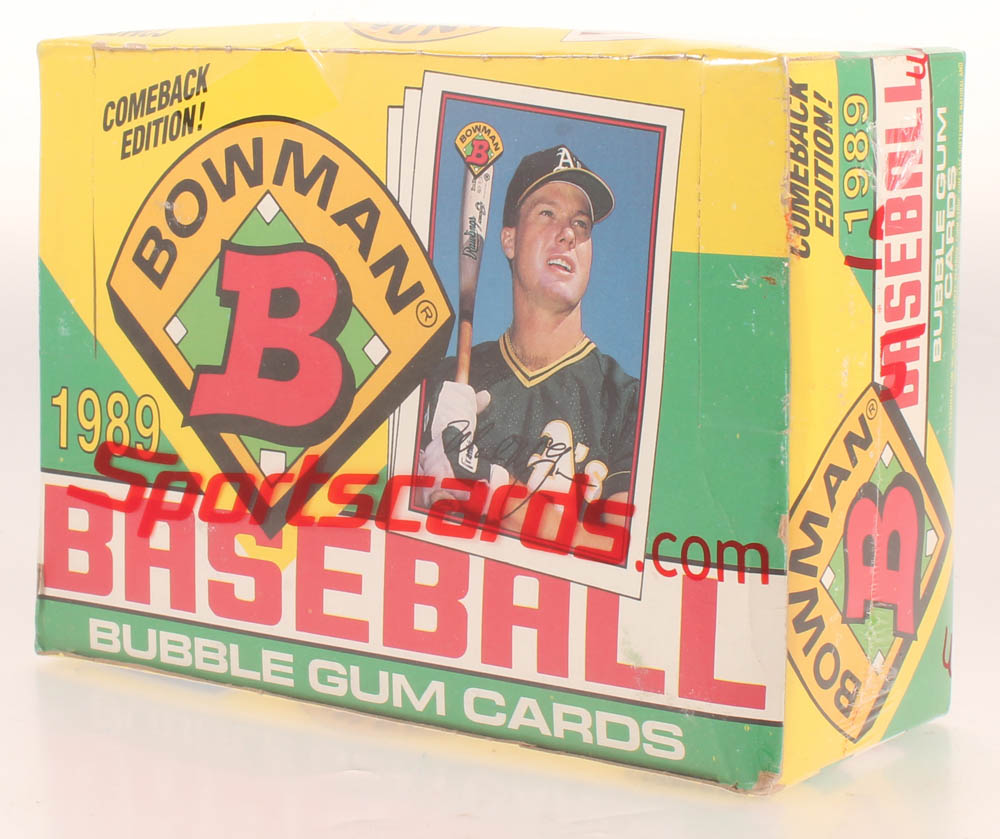 COMEBACK
EDITION!
BOWMAN®
B
1989
BASEBALL
BUBBLE GUM CARDS
BOWMAN
B
Rawlings
A's
Sportscards.com
COMEBACK
EDITION!
1989
BASEBALL
BUBBLE GUM
CARDS
BOWMAN®
B